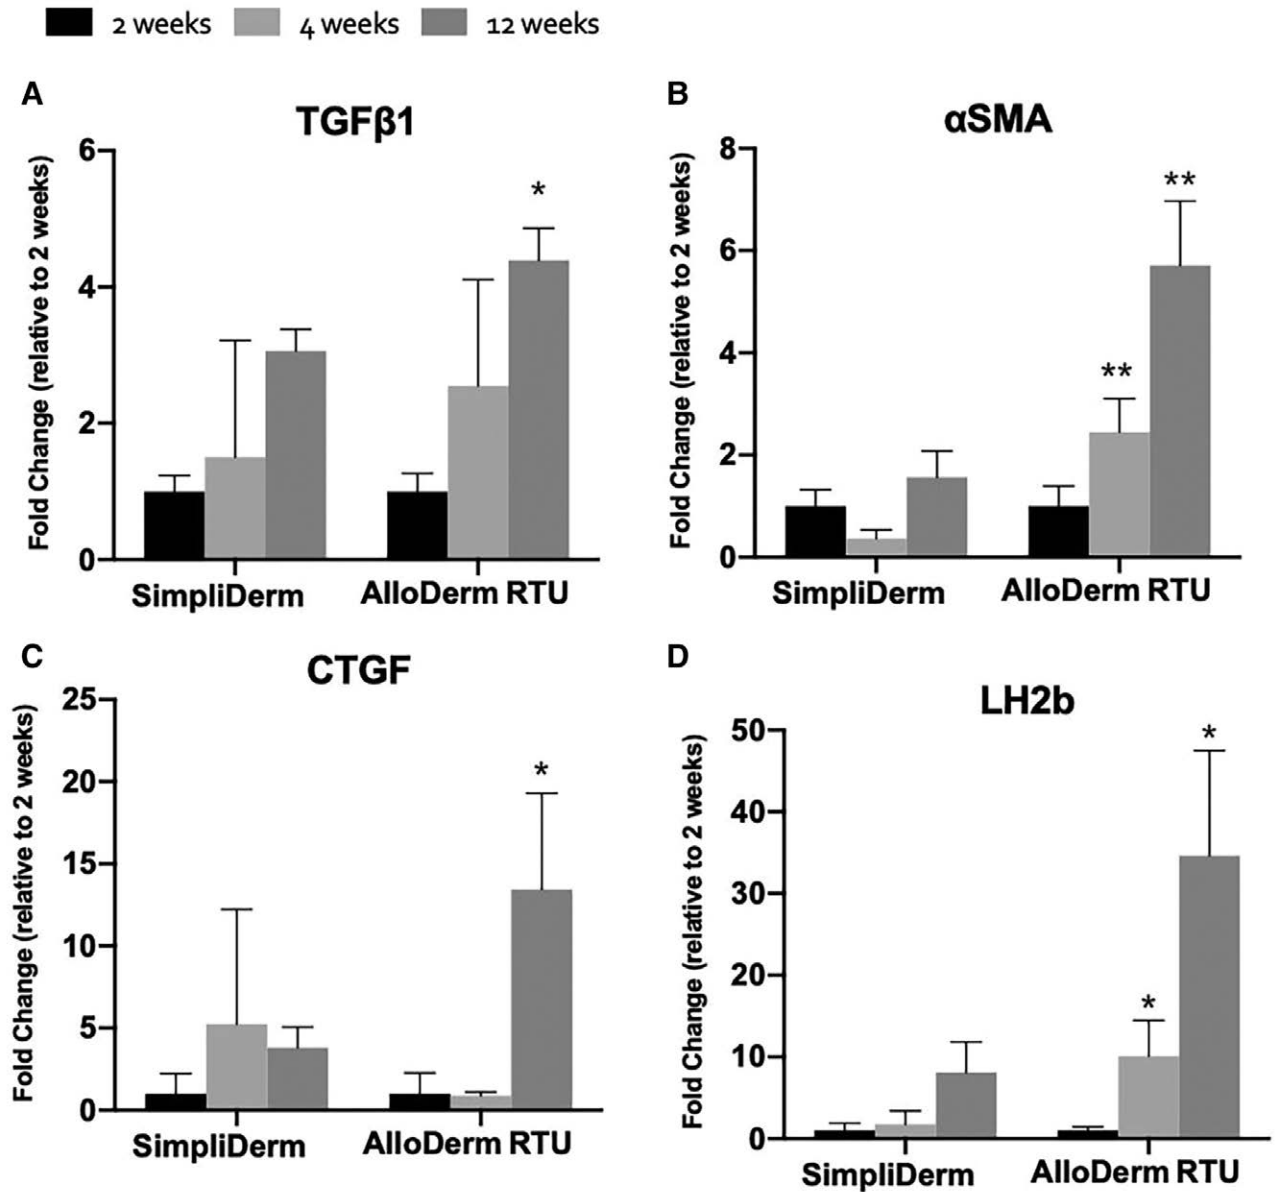 2 weeks 4 weeks 12 weeks
A
TGFβ1
Fold Change (relative to 2 weeks)
6
4
2
0
*
SimpliDerm AlloDerm RTU
B
αSMA
Fold Change (relative to 2 weeks)
8
6
4
2
0
**
**
SimpliDerm AlloDerm RTU
C
CTGF
Fold Change (relative to 2 weeks)
25
20
15
10
5
0
*
SimpliDerm AlloDerm RTU
D
LH2b
Fold Change (relative to 2 weeks)
50
40
30
20
10
0
*
*
SimpliDerm AlloDerm RTU